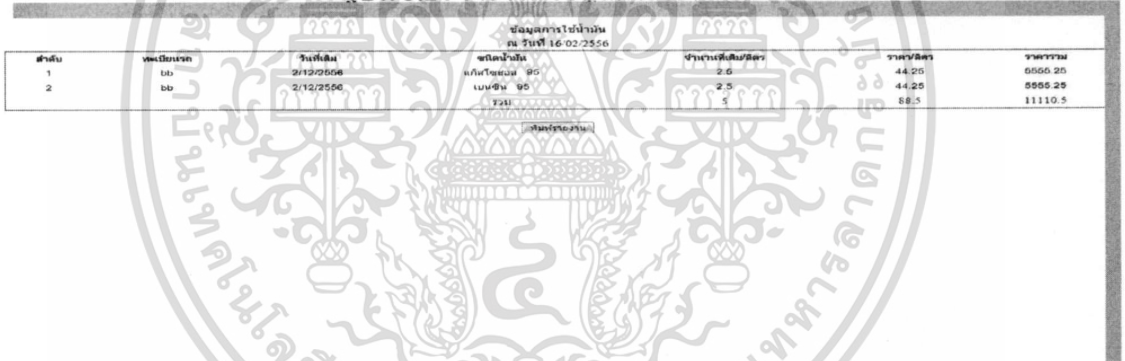 ข้อมูลการใช้น้ำมัน
ณ วันที่ 16/02/2556
ลำดับ ทะเบียนรถ วันที่เติม ชนิดน้ำมัน จำนวนที่เติม/ลิตร ราคา/ลิตร ราคารวม
1 bb 2/12/2556 แก๊สโซฮอล 95 2.5 44.25 5555.25
2 bb 2/12/2556 เบนซิน 95 2.5 44.25 5555.25
รวม 5 88.5 11110.5
พิมพ์รายงาน